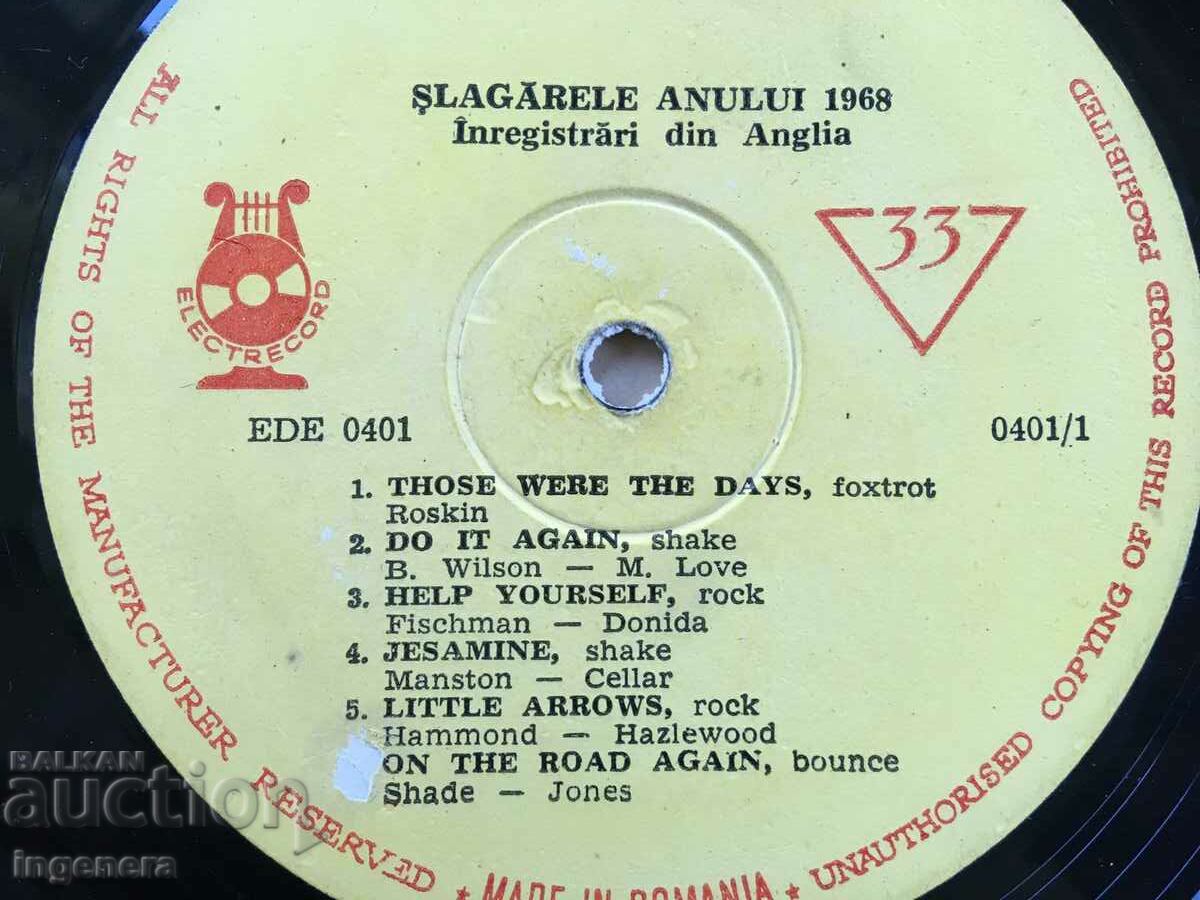 ȘLAGĂRELE ANULUI 1968
Înregistrări din Anglia
33
ELECTRECORD
EDE 0401
0401/1
1. THOSE WERE THE DAYS, foxtrot
Roskin
2. DO IT AGAIN, shake
B. Wilson — M. Love
3. HELP YOURSELF, rock
Fischman — Donida
4. JESAMINE, shake
Manston — Cellar
5. LITTLE ARROWS, rock
Hammond — Hazlewood
ON THE ROAD AGAIN, bounce
Shade — Jones
ALL RIGHTS OF THE MANUFACTURER RESERVED
* MADE IN ROMANIA *
UNAUTHORISED COPYING OF THIS RECORD PROHIBITED
BALKAN
auction
ingenera